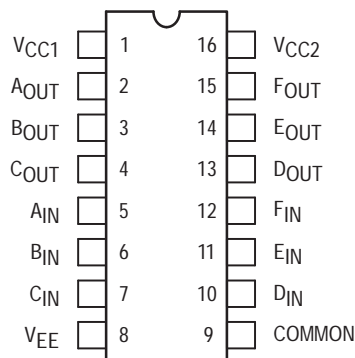 VCC1 1 16 VCC2
AOUT 2 15 FOUT
BOUT 3 14 EOUT
COUT 4 13 DOUT
AIN 5 12 FIN
BIN 6 11 EIN
CIN 7 10 DIN
VEE 8 9 COMMON